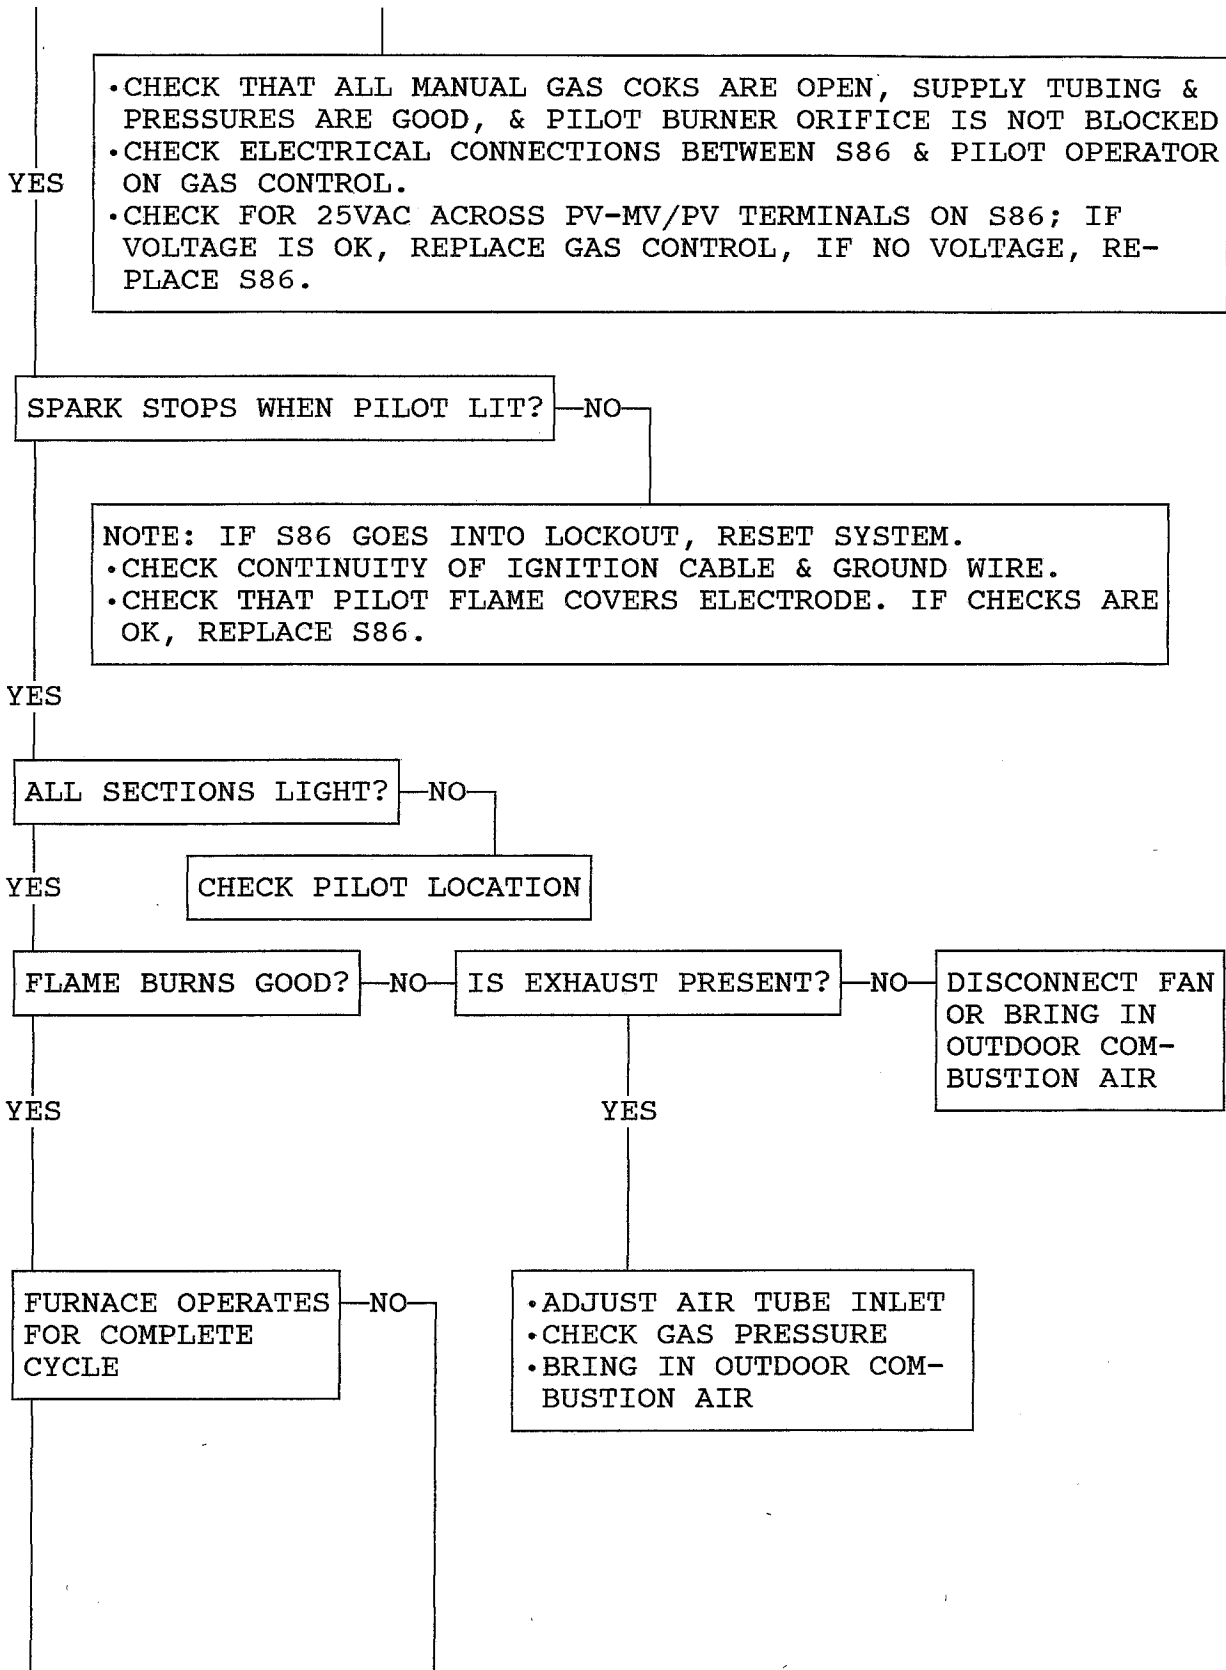 ·CHECK THAT ALL MANUAL GAS COKS ARE OPEN, SUPPLY TUBING &
PRESSURES ARE GOOD, & PILOT BURNER ORIFICE IS NOT BLOCKED
·CHECK ELECTRICAL CONNECTIONS BETWEEN S86 & PILOT OPERATOR
ON GAS CONTROL.
·CHECK FOR 25VAC ACROSS PV-MV/PV TERMINALS ON S86; IF
VOLTAGE IS OK, REPLACE GAS CONTROL, IF NO VOLTAGE, RE-
PLACE S86.
YES
SPARK STOPS WHEN PILOT LIT?
NO
NOTE: IF S86 GOES INTO LOCKOUT, RESET SYSTEM.
·CHECK CONTINUITY OF IGNITION CABLE & GROUND WIRE.
·CHECK THAT PILOT FLAME COVERS ELECTRODE. IF CHECKS ARE
OK, REPLACE S86.
YES
ALL SECTIONS LIGHT?
NO
CHECK PILOT LOCATION
YES
FLAME BURNS GOOD?
NO
IS EXHAUST PRESENT?
NO
DISCONNECT FAN
OR BRING IN
OUTDOOR COM-
BUSTION AIR
YES
YES
FURNACE OPERATES
FOR COMPLETE
CYCLE
NO
·ADJUST AIR TUBE INLET
·CHECK GAS PRESSURE
·BRING IN OUTDOOR COM-
BUSTION AIR